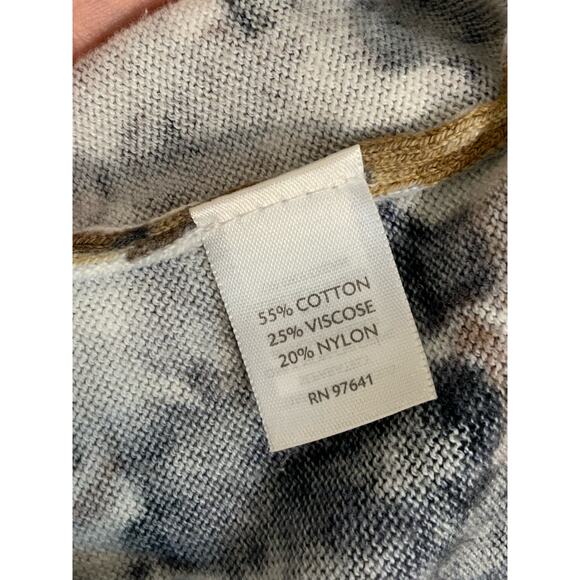 55% COTTON
25% VISCOSE
20% NYLON
RN 97641